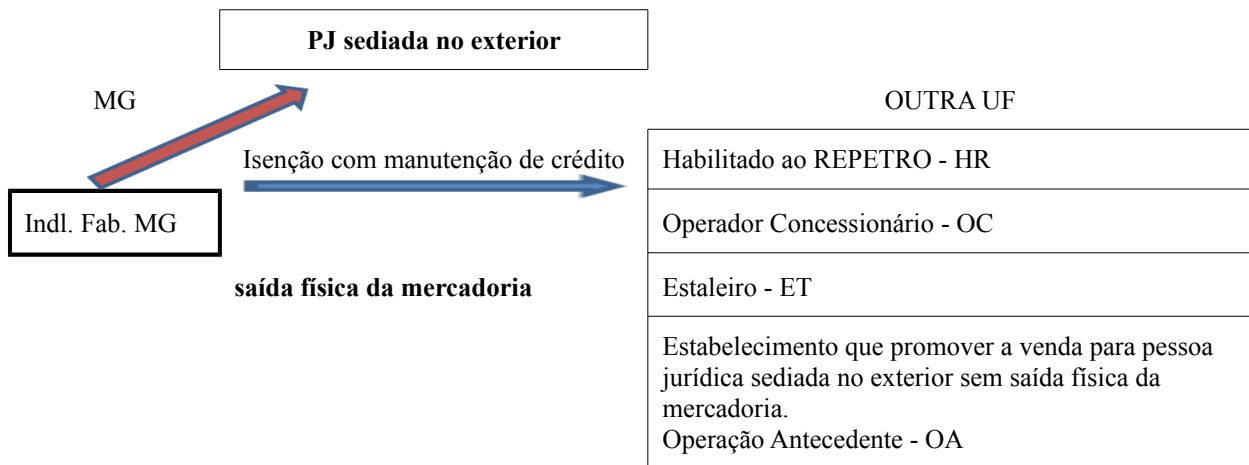 PJ sediada no exterior
MG
OUTRA UF
Isenção com manutenção de crédito
Indl. Fab. MG
saída física da mercadoria
Habilitado ao REPETRO - HR
Operador Concessionário - OC
Estaleiro - ET
Estabelecimento que promover a venda para pessoa
jurídica sediada no exterior sem saída física da
mercadoria.
Operação Antecedente - OA